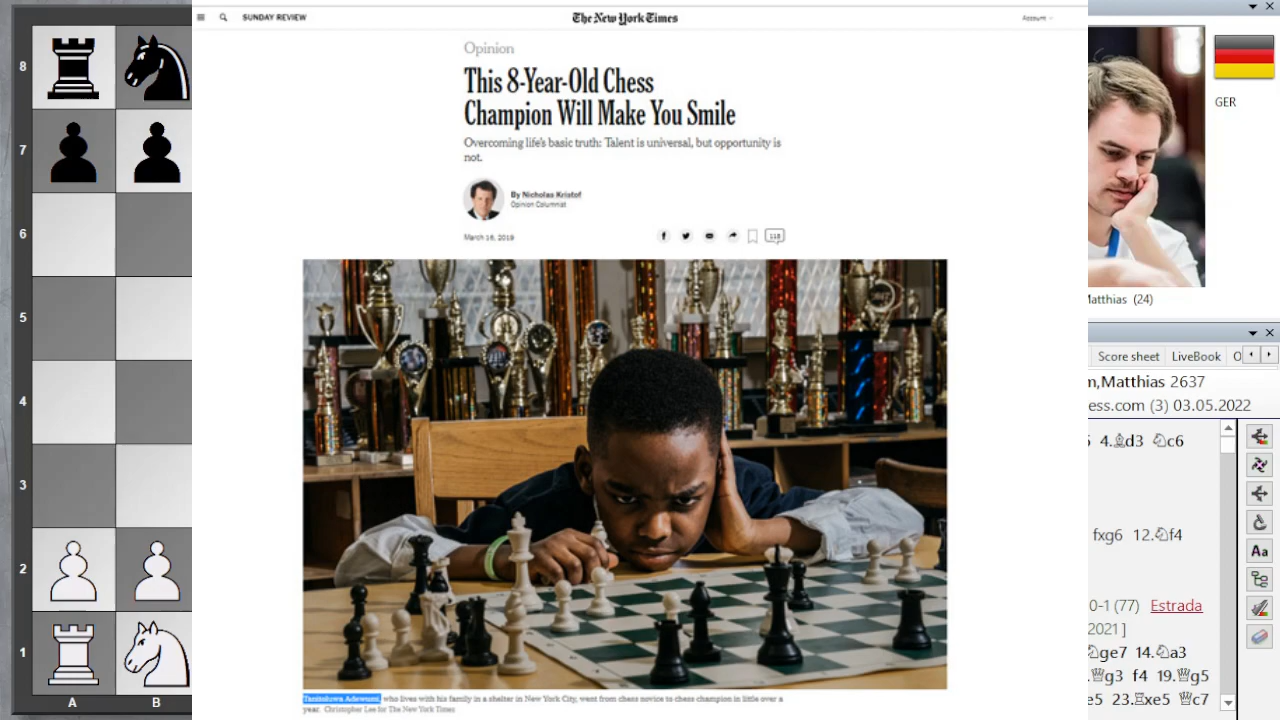 SUNDAY REVIEW
The New York Times
Account
Opinion
This 8-Year-Old Chess
Champion Will Make You Smile
Overcoming life's basic truth: Talent is universal, but opportunity is
not.
By Nicholas Kristof
Opinion Columnist
March 16, 2019
118
Tanitoluwa Adewumi, who lives with his family in a shelter in New York City, went from chess novice to chess champion in little over a
year. Christopher Lee for The New York Times
8
7
6
5
4
3
2
1
A B
GER
Matthias (24)
Score sheet LiveBook O
n,Matthias 2637
ess.com (3) 03.05.2022
4.♗d3 ♘c6
fxg6 12.♘f4
0-1 (77) Estrada
2021]
♘ge7 14.♘a3
♕g3 f4 19.♕g5
e5 ♖e5 ♔c7
Aa